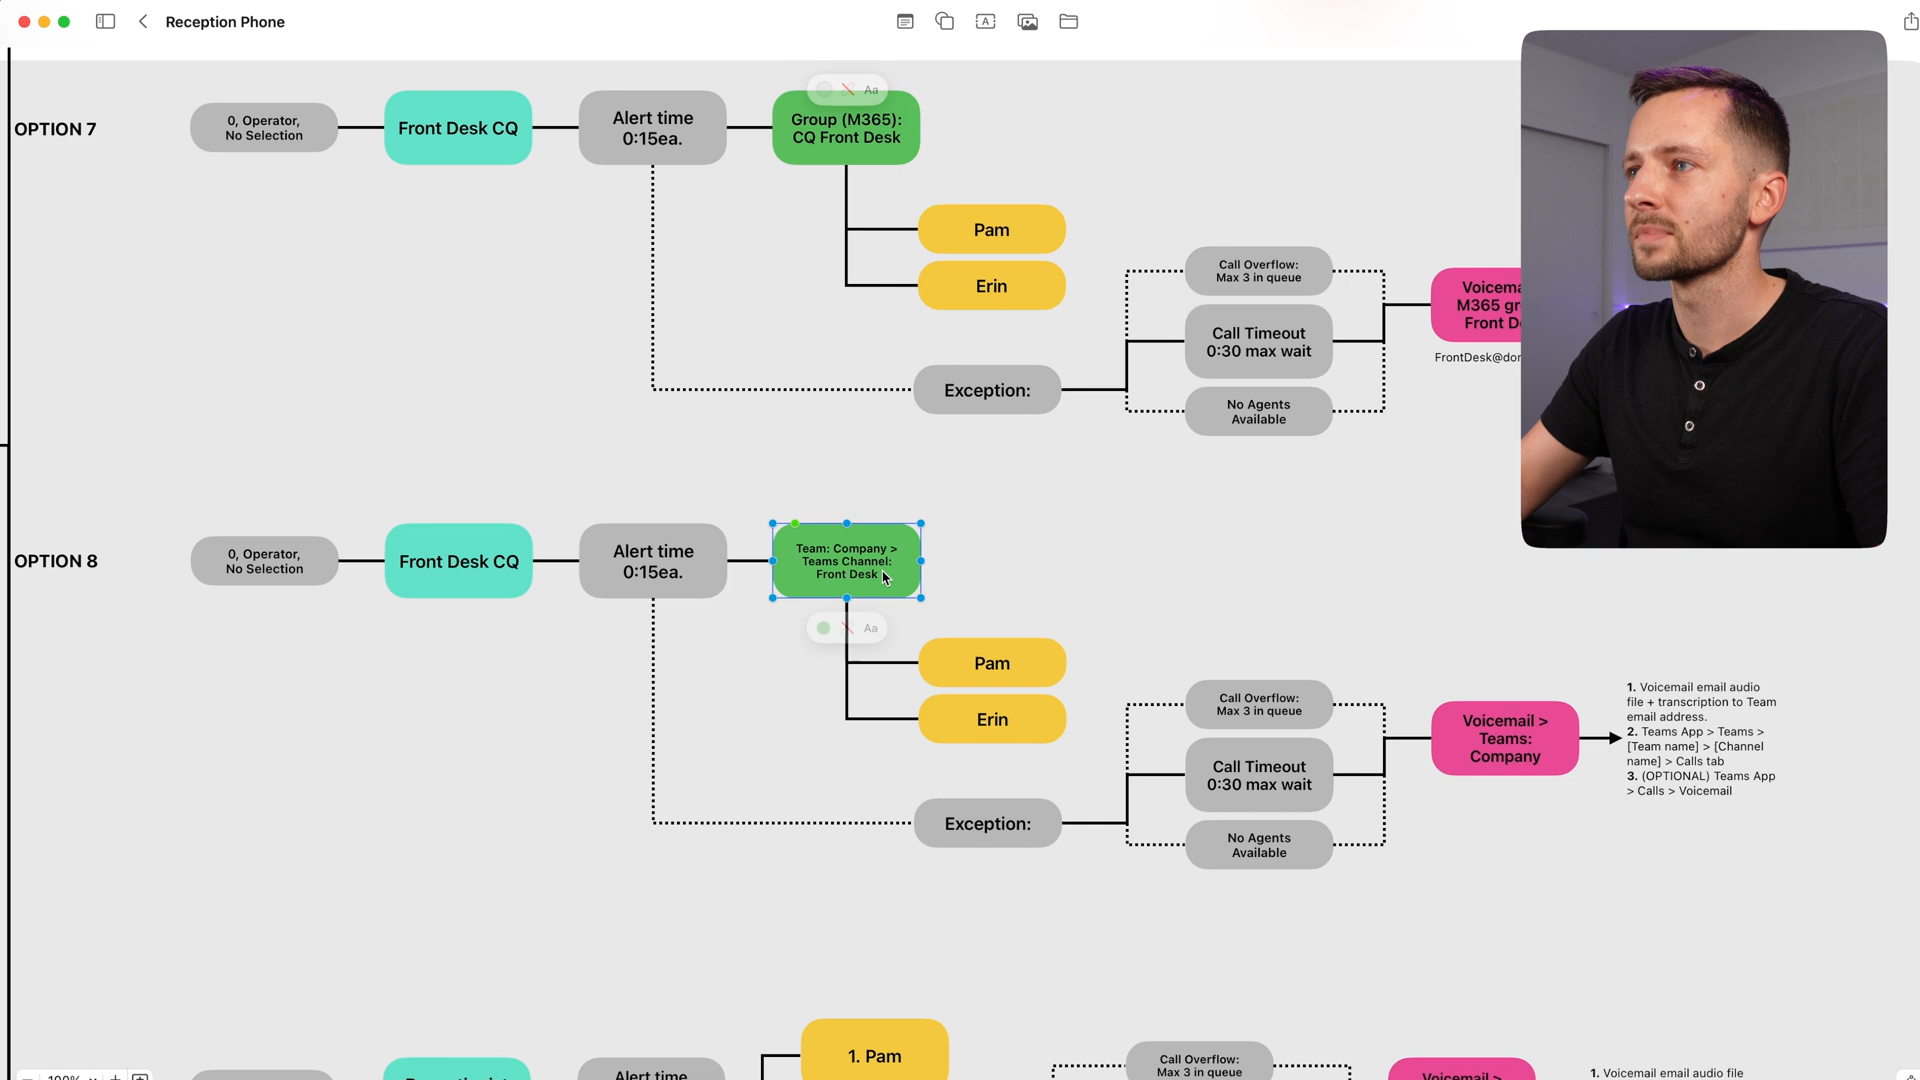 Reception Phone
A
OPTION 7
0, Operator,
No Selection
Front Desk CQ
Alert time
0:15ea.
Aa
Group (M365):
CQ Front Desk
Pam
Erin
Exception:
Call Overflow:
Max 3 in queue
Call Timeout
0:30 max wait
No Agents
Available
M365
Front
OPTION 8
0, Operator,
No Selection
Front Desk CQ
Alert time
0:15ea.
Team: Company >
Teams Channel:
Front Desk
Aa
Pam
Erin
Exception:
Call Overflow:
Max 3 in queue
Call Timeout
0:30 max wait
No Agents
Available
Voicemail >
Teams:
Company
1. Voicemail email audio
file + transcription to Team
email address.
2. Teams App > Teams >
[Team name] > [Channel
name] > Calls tab
3. (OPTIONAL) Teams App
> Calls > Voicemail
Alert time
1. Pam
Call Overflow:
Max 3 in queue
Voicemail >
1. Voicemail email audio file
100%